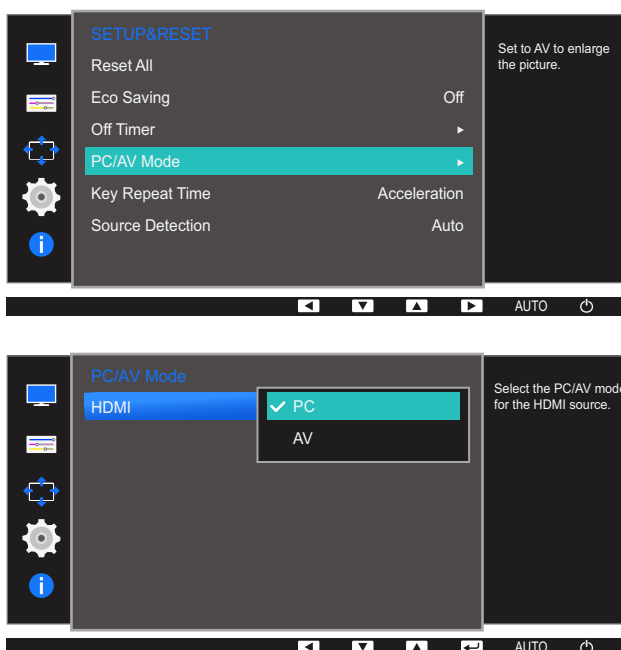 SETUP&RESET
Reset All
Eco Saving Off
Off Timer
PC/AV Mode
Key Repeat Time Acceleration
Source Detection Auto
Set to AV to enlarge
the picture.
AUTO
PC/AV Mode
HDMI
PC
AV
Select the PC/AV mode
for the HDMI source.
AUTO